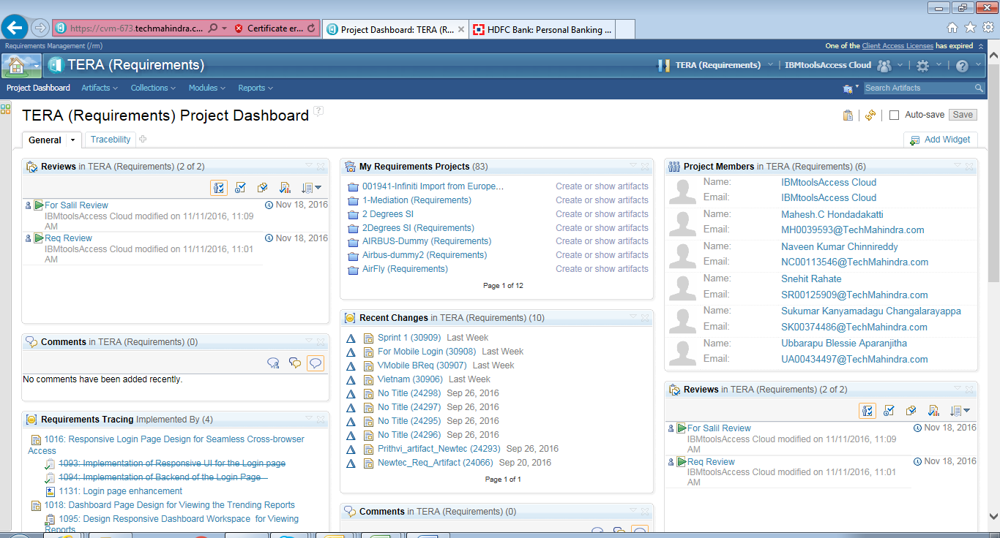 https://cvm-673.techmahindra.c...
Certificate er...
Project Dashboard: TERA (R...
HDFC Bank: Personal Banking ...
Requirements Management (/rm)
One of the Client Access Licenses has expired
TERA (Requirements)
TERA (Requirements)
IBMtoolsAccess Cloud
Project Dashboard
Artifacts
Collections
Modules
Reports
Search Artifacts
TERA (Requirements) Project Dashboard
Auto-save
Save
General
Tracebility
Add Widget
Reviews in TERA (Requirements) (2 of 2)
For Salil Review
Nov 18, 2016
IBMtoolsAccess Cloud modified on 11/11/2016, 11:09
AM
Req Review
Nov 18, 2016
IBMtoolsAccess Cloud modified on 11/11/2016, 11:01
AM
Comments in TERA (Requirements) (0)
No comments have been added recently.
Requirements Tracing Implemented By (4)
1016: Responsive Login Page Design for Seamless Cross-browser
Access
1093: Implementation of Responsive UI for the Login page
1094: Implementation of Backend of the Login Page
1131: Login page enhancement
1018: Dashboard Page Design for Viewing the Trending Reports
1095: Design Responsive Dashboard Workspace for Viewing
Reports
My Requirements Projects (83)
001941-Infiniti Import from Europe... Create or show artifacts
1-Mediation (Requirements) Create or show artifacts
2 Degrees SI Create or show artifacts
2Degrees SI (Requirements) Create or show artifacts
AIRBUS-Dummy (Requirements) Create or show artifacts
Airbus-dummy2 (Requirements) Create or show artifacts
AirFly (Requirements) Create or show artifacts
Page 1 of 12
Recent Changes in TERA (Requirements) (10)
Sprint 1 (30909) Last Week
For Mobile Login (30908) Last Week
VMobile BReq (30907) Last Week
Vietnam (30906) Last Week
No Title (24298) Sep 26, 2016
No Title (24297) Sep 26, 2016
No Title (24295) Sep 26, 2016
No Title (24296) Sep 26, 2016
Prithvi_artifact_Newtec (24293) Sep 26, 2016
Newtec_Req_Artifact (24066) Sep 20, 2016
Page 1 of 1
Comments in TERA (Requirements) (0)
Project Members in TERA (Requirements) (6)
Name: IBMtoolsAccess Cloud
Email: IBMtoolsAccess Cloud
Name: Mahesh.C Hondadakatti
Email: MH0039593@TechMahindra.com
Name: Naveen Kumar Chinnireddy
Email: NC00113546@TechMahindra.com
Name: Snehit Rahate
Email: SR00125909@TechMahindra.com
Name: Sukumar Kanyamadagu Changalarayappa
Email: SK00374486@TechMahindra.com
Name: Ubbarapu Blessie Aparanjitha
Email: UA00434497@TechMahindra.com
Reviews in TERA (Requirements) (2 of 2)
For Salil Review
Nov 18, 2016
IBMtoolsAccess Cloud modified on 11/11/2016, 11:09
AM
Req Review
Nov 18, 2016
IBMtoolsAccess Cloud modified on 11/11/2016, 11:01
AM